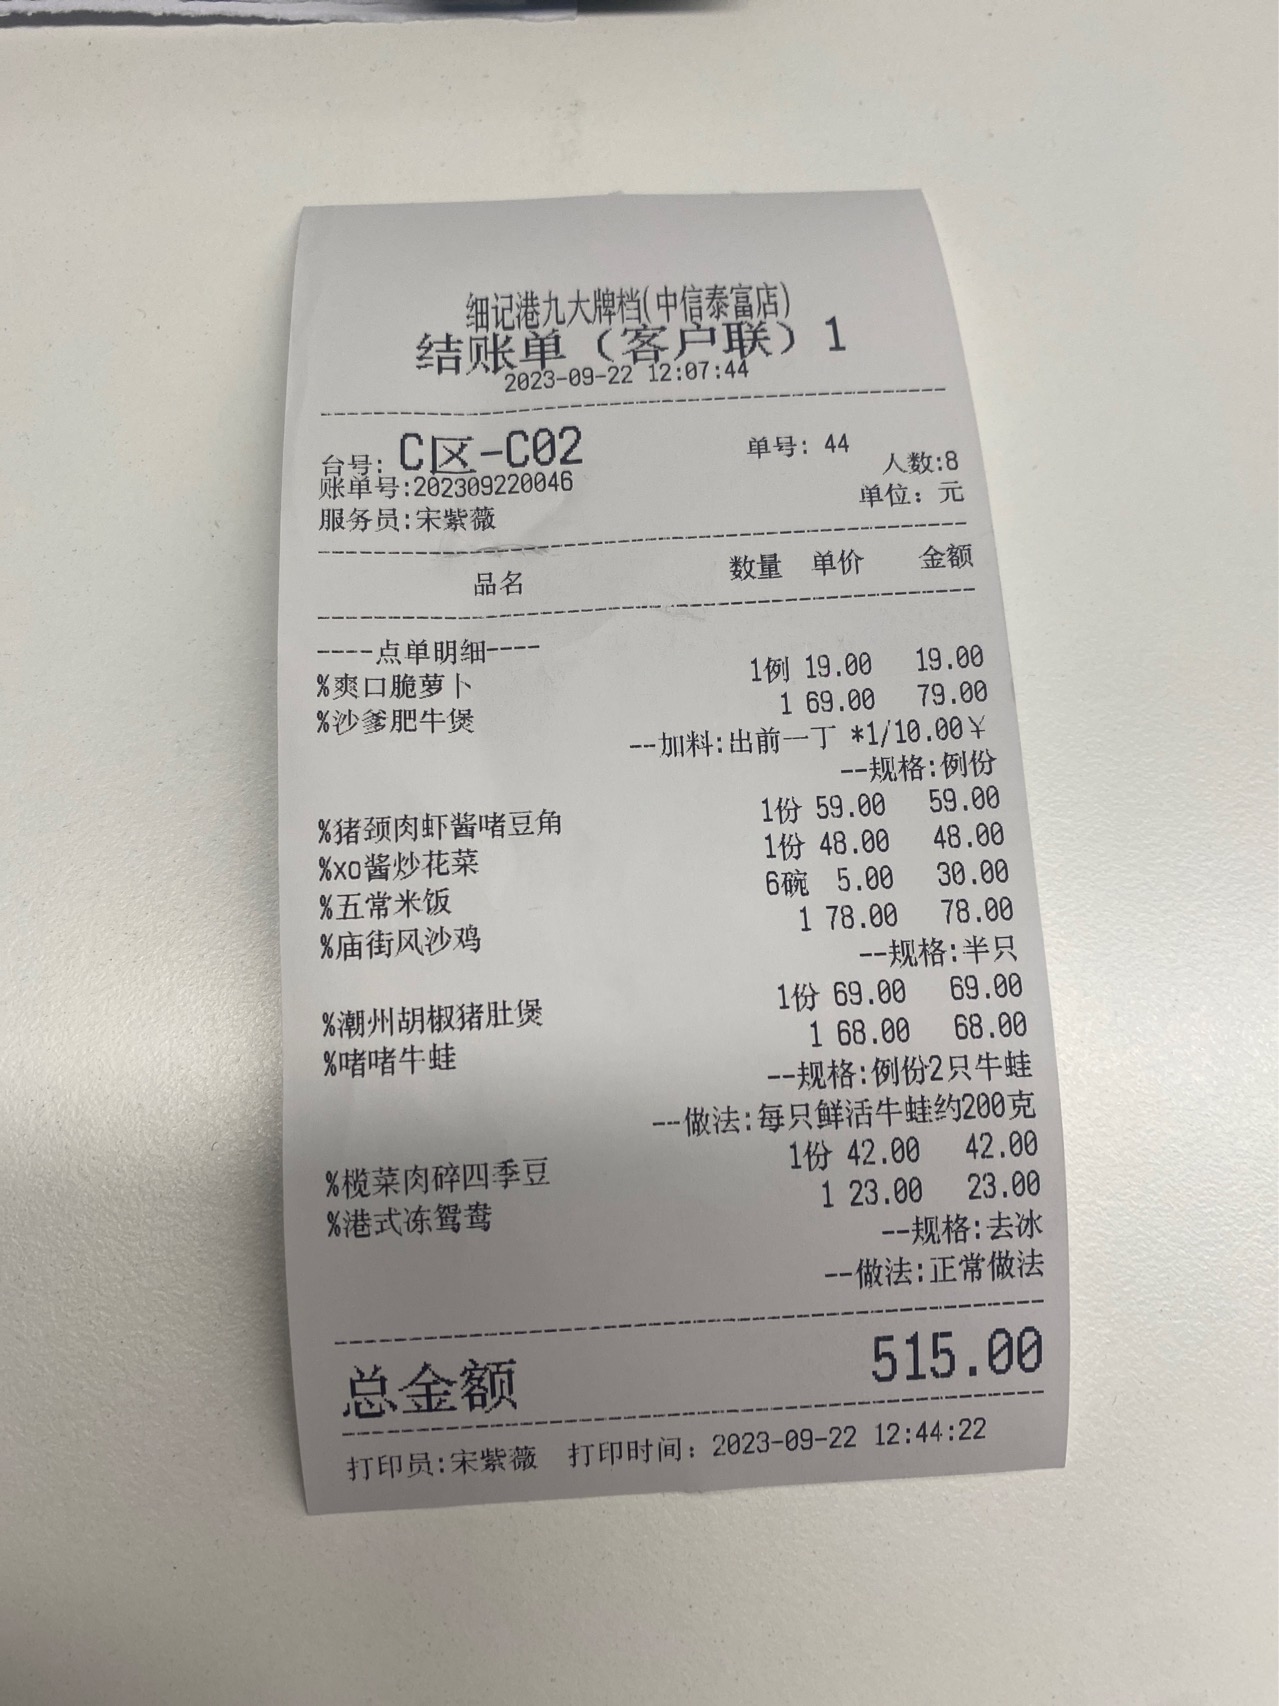 细记港九大牌档(中信泰富店)
结账单（客户联）1
2023-09-22 12:07:44
台号: C区-C02 单号: 44
账单号:202309220046 人数:8
服务员:宋紫薇 单位: 元
品名 数量 单价 金额
----点单明细----
%爽口脆萝卜 1例 19.00 19.00
%沙爹肥牛煲 1 69.00 79.00
--加料:出前一丁 *1/10.00￥
--规格:例份
%猪颈肉虾酱啫豆角 1份 59.00 59.00
%xo酱炒花菜 1份 48.00 48.00
%五常米饭 6碗 5.00 30.00
%庙街风沙鸡 1 78.00 78.00
--规格:半只
%潮州胡椒猪肚煲 1份 69.00 69.00
%啫啫牛蛙 1 68.00 68.00
--规格:例份2只牛蛙
--做法:每只鲜活牛蛙约200克
%榄菜肉碎四季豆 1份 42.00 42.00
%港式冻鸳鸯 1 23.00 23.00
--规格:去冰
--做法:正常做法
总金额 515.00
打印员:宋紫薇 打印时间: 2023-09-22 12:44:22